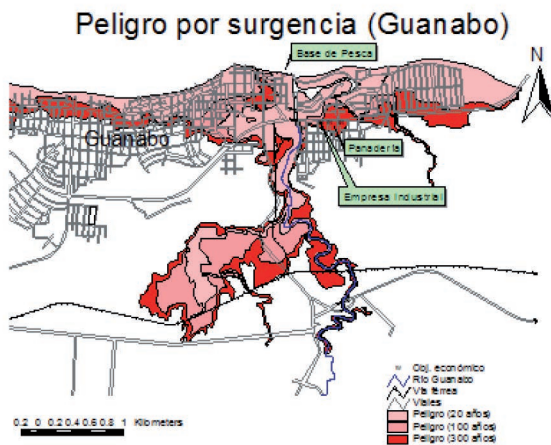 Peligro por surgencia (Guanabo)
Base de Pesca
N
Guanabo
Panadería
Empresa Industrial
Obj. económico
Río Guanabo
Vía férrea
Viales
Peligro (20 años)
Peligro (100 años)
Peligro (300 años)
0.2 0 0.2 0.4 0.6 0.8 1 Kilometers